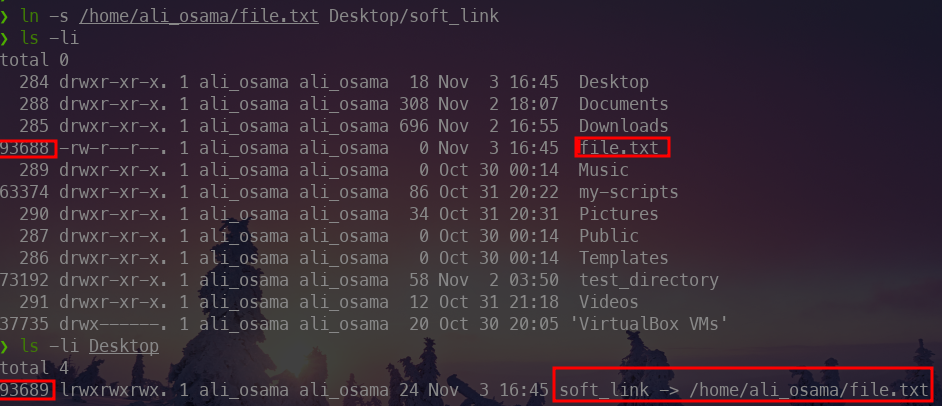 ❯ ln -s /home/ali_osama/file.txt Desktop/soft_link
❯ ls -li
total 0
284 drwxr-xr-x. 1 ali_osama ali_osama 18 Nov 3 16:45 Desktop
288 drwxr-xr-x. 1 ali_osama ali_osama 308 Nov 2 18:07 Documents
285 drwxr-xr-x. 1 ali_osama ali_osama 696 Nov 2 16:55 Downloads
93688 -rw-r--r--. 1 ali_osama ali_osama 0 Nov 3 16:45 file.txt
289 drwxr-xr-x. 1 ali_osama ali_osama 0 Oct 30 00:14 Music
63374 drwxr-xr-x. 1 ali_osama ali_osama 86 Oct 31 20:22 my-scripts
290 drwxr-xr-x. 1 ali_osama ali_osama 34 Oct 31 20:31 Pictures
287 drwxr-xr-x. 1 ali_osama ali_osama 0 Oct 30 00:14 Public
286 drwxr-xr-x. 1 ali_osama ali_osama 0 Oct 30 00:14 Templates
73192 drwxr-xr-x. 1 ali_osama ali_osama 58 Nov 2 03:50 test_directory
291 drwxr-xr-x. 1 ali_osama ali_osama 12 Oct 31 21:18 Videos
37735 drwx------. 1 ali_osama ali_osama 20 Oct 30 20:05 'VirtualBox VMs'
❯ ls -li Desktop
total 4
93689 lrwxrwxrwx. 1 ali_osama ali_osama 24 Nov 3 16:45 soft_link -> /home/ali_osama/file.txt